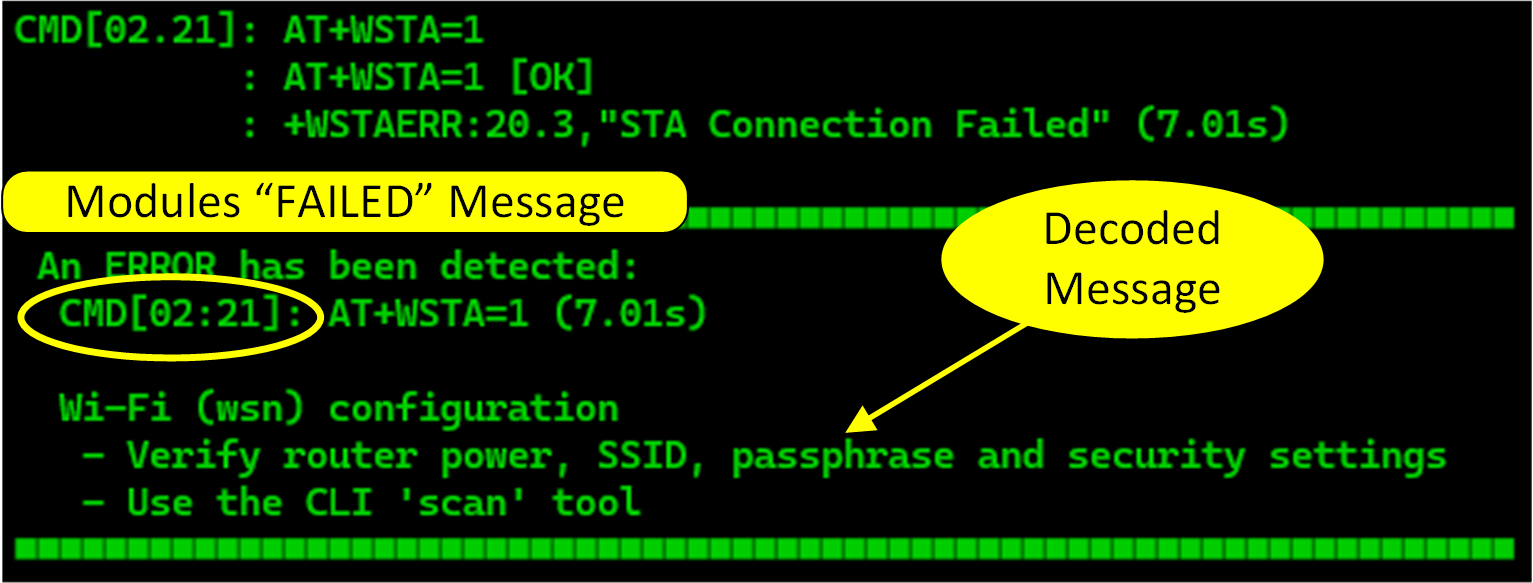 CMD[02.21]: AT+WSTA=1
: AT+WSTA=1 [OK]
: +WSTAERR:20.3,"STA Connection Failed" (7.01s)
Modules “FAILED” Message
Decoded
Message
An ERROR has been detected:
CMD[02:21]: AT+WSTA=1 (7.01s)
Wi-Fi (wsn) configuration
- Verify router power, SSID, passphrase and security settings
- Use the CLI 'scan' tool